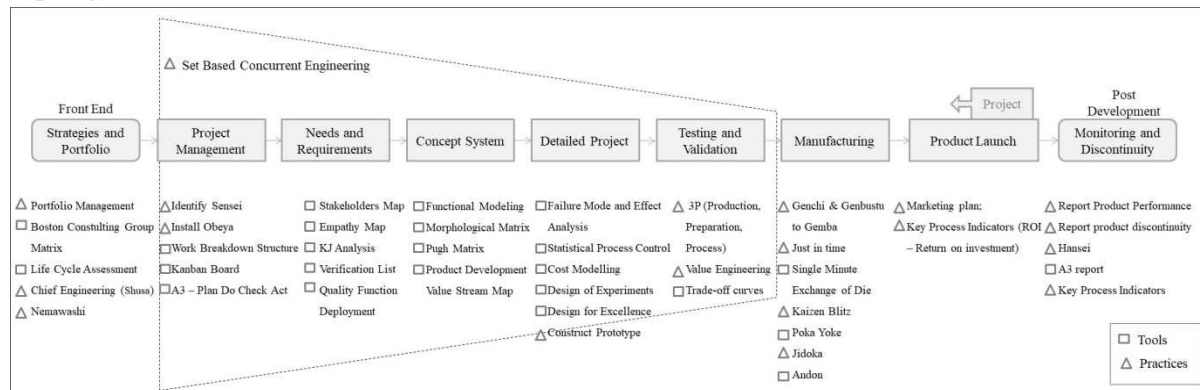 Set Based Concurrent Engineering
Front End
Strategies and
Portfolio
Project
Management
Needs and
Requirements
Concept System
Detailed Project
Testing and
Validation
Manufacturing
Project
Product Launch
Post
Development
Monitoring and
Discontinuity
Portfolio Management
Boston Constulting Group
Matrix
Life Cycle Assessment
Chief Engineering (Shusa)
Nemawashi
Identify Sensei
Install Obeya
Work Breakdown Structure
Kanban Board
A3 – Plan Do Check Act
Stakeholders Map
Empathy Map
KJ Analysis
Verification List
Quality Function
Deployment
Functional Modeling
Morphological Matrix
Pugh Matrix
Product Development
Value Stream Map
Failure Mode and Effect
Analysis
Statistical Process Control
Cost Modelling
Design of Experiments
Design for Excellence
Construct Prototype
3P (Production,
Preparation,
Process)
Value Engineering
Trade-off curves
Genchi & Genbustu
to Gemba
Just in time
Single Minute
Exchange of Die
Kaizen Blitz
Poka Yoke
Jidoka
Andon
Marketing plan;
Key Process Indicators (ROI
– Return on investment)
Report Product Performance
Report product discontinuity
Hansei
A3 report
Key Process Indicators
Tools
Practices